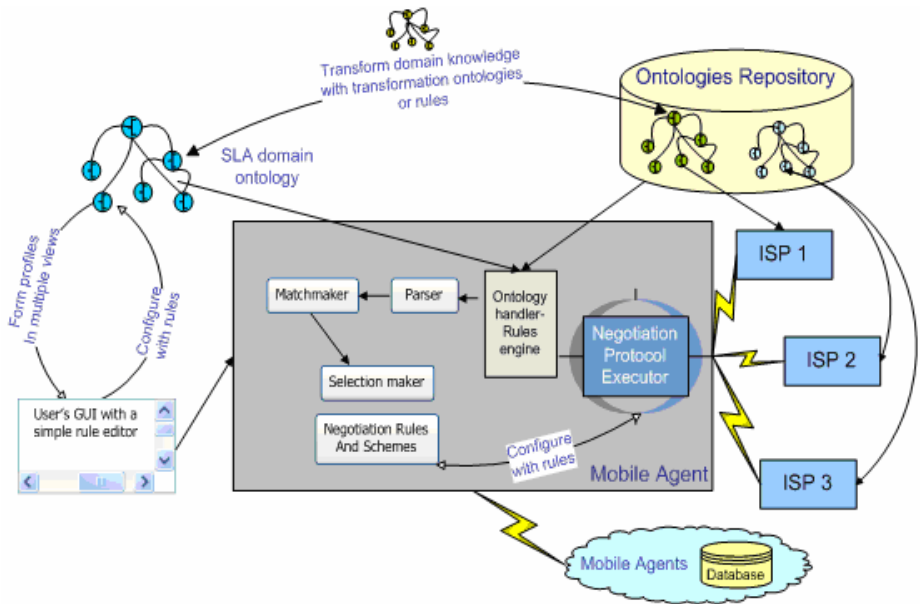 Transform domain knowledge
with transformation ontologies
or rules
Ontologies Repository
SLA domain
ontology
Form profiles
In multiple views
Configure
with rules
ISP 1
Matchmaker
Parser
Ontology
handler-
Rules
engine
Negotiation
Protocol
Executor
ISP 2
Selection maker
User's GUI with a
simple rule editor
Negotiation Rules
And Schemes
Configure
with rules
Mobile Agent
ISP 3
Mobile Agents
Database